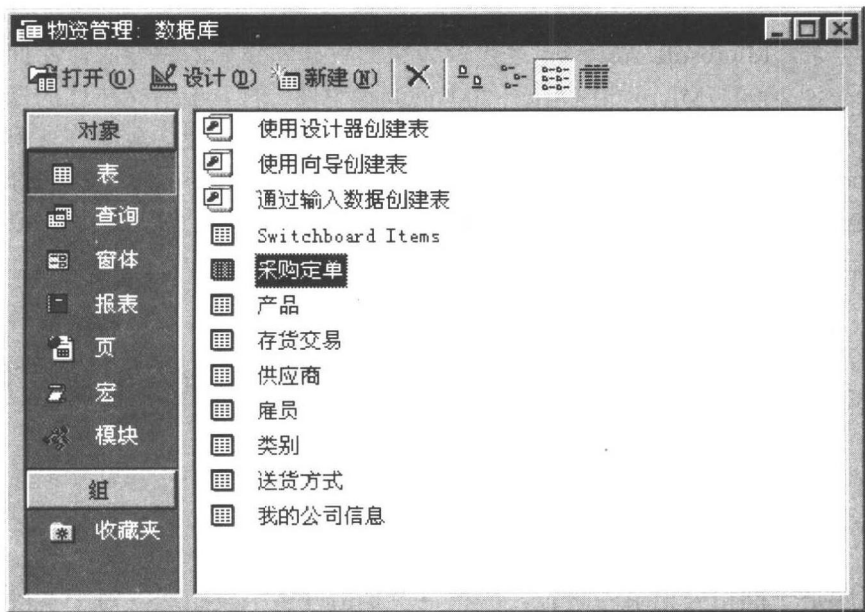 物资管理: 数据库
打开(O) 设计(D) 新建(N)
对象
表
查询
窗体
报表
页
宏
模块
组
收藏夹
使用设计器创建表
使用向导创建表
通过输入数据创建表
Switchboard Items
采购定单
产品
存货交易
供应商
雇员
类别
送货方式
我的公司信息